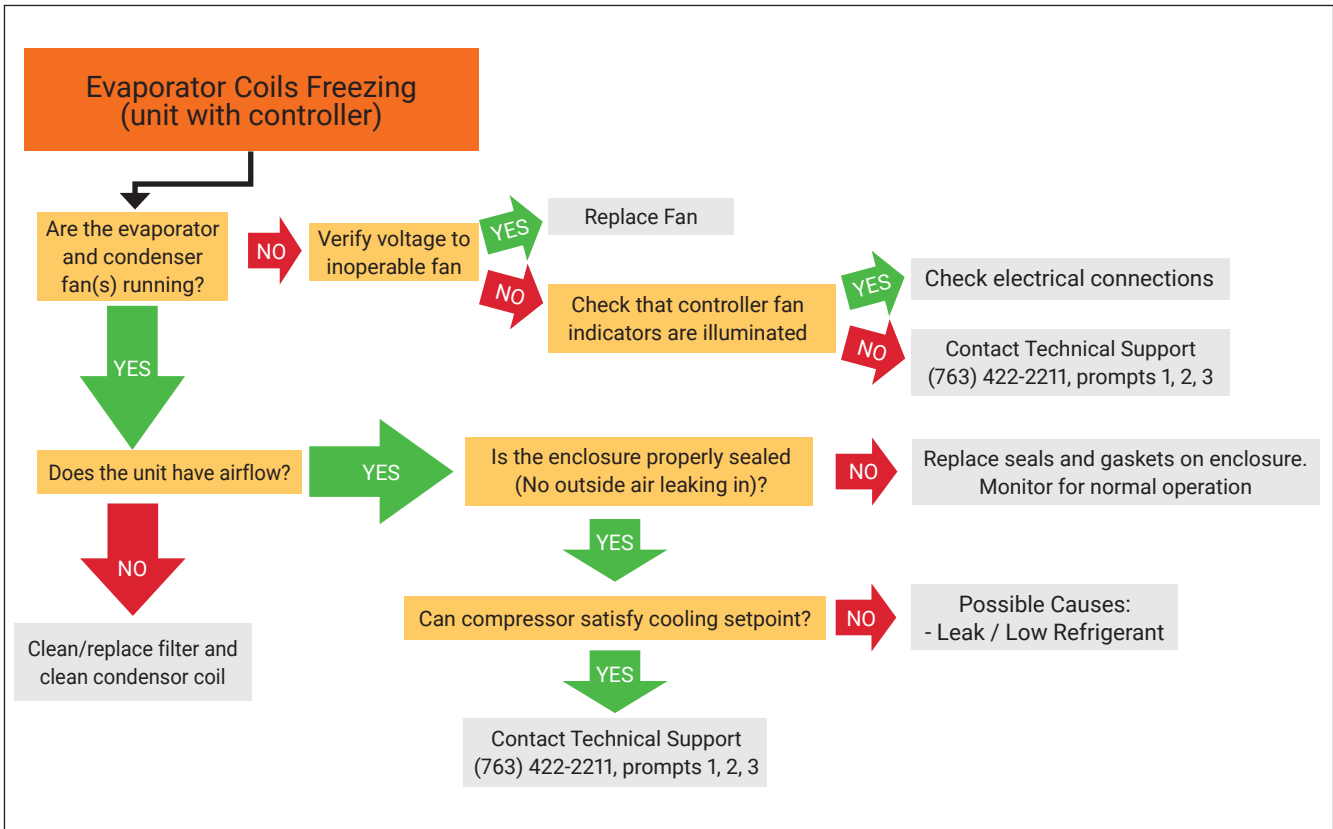 Evaporator Coils Freezing
(unit with controller)
Are the evaporator
and condenser
fan(s) running?
NO
Verify voltage to
inoperable fan
YES
Replace Fan
NO
Check that controller fan
indicators are illuminated
YES
Check electrical connections
NO
Contact Technical Support
(763) 422-2211, prompts 1, 2, 3
YES
Does the unit have airflow?
YES
Is the enclosure properly sealed
(No outside air leaking in)?
NO
Replace seals and gaskets on enclosure.
Monitor for normal operation
NO
Clean/replace filter and
clean condensor coil
YES
Can compressor satisfy cooling setpoint?
NO
Possible Causes:
- Leak / Low Refrigerant
YES
Contact Technical Support
(763) 422-2211, prompts 1, 2, 3